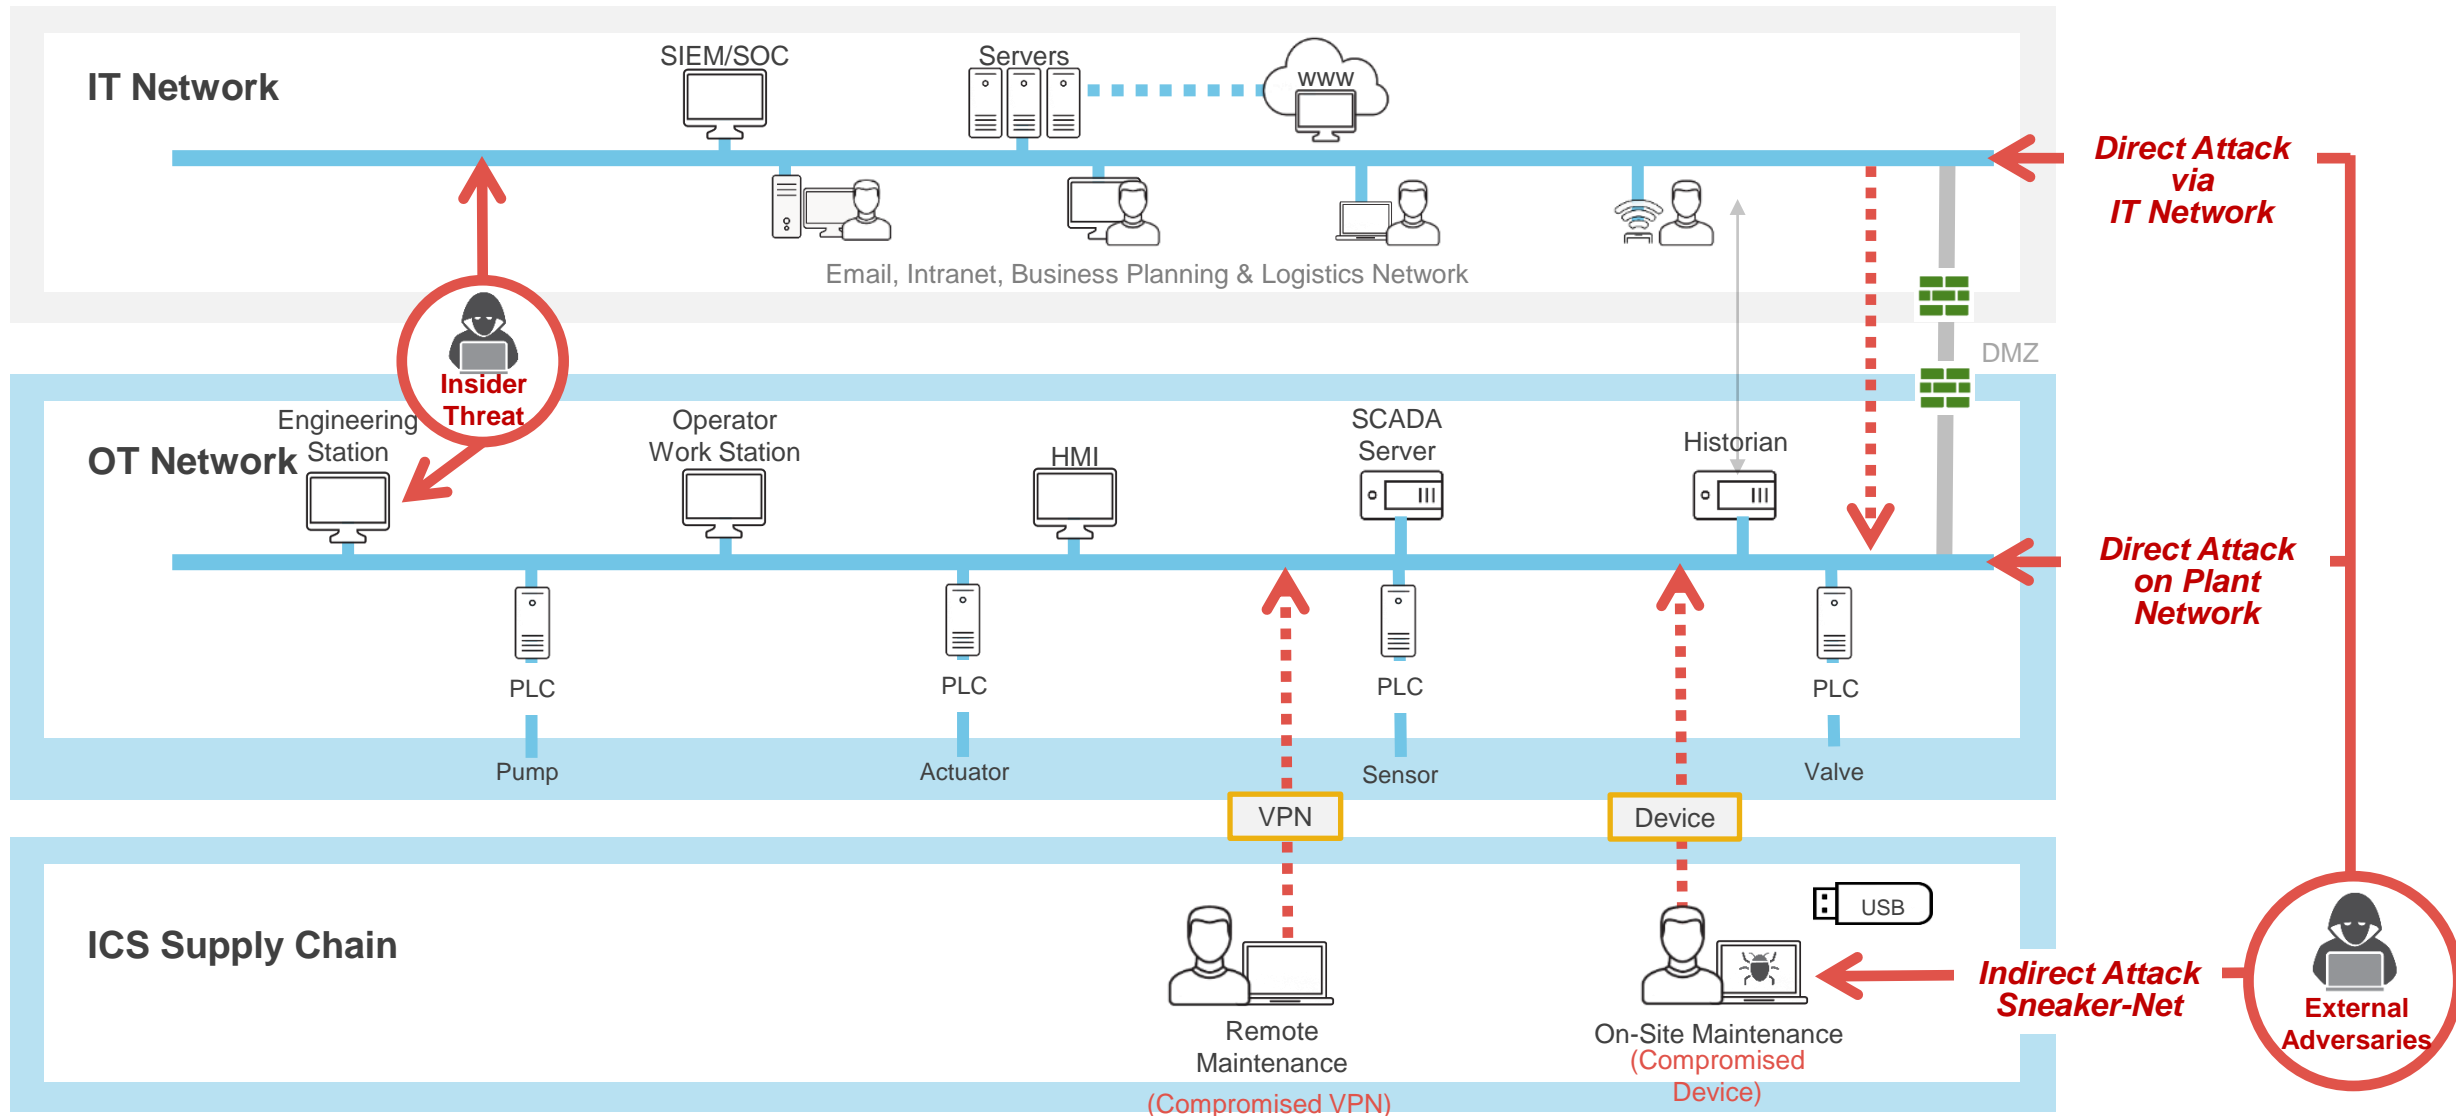 IT Network
SIEM/SOC
Servers
WWW
Email, Intranet, Business Planning & Logistics Network
Direct Attack
via
IT Network
DMZ
Insider
Threat
OT Network
Engineering
Station
Operator
Work Station
HMI
SCADA
Server
Historian
Direct Attack
on Plant
Network
PLC
PLC
PLC
PLC
Pump
Actuator
Sensor
Valve
VPN
Device
ICS Supply Chain
USB
Remote
Maintenance
(Compromised VPN)
On-Site Maintenance
(Compromised
Device)
Indirect Attack
Sneaker-Net
External
Adversaries